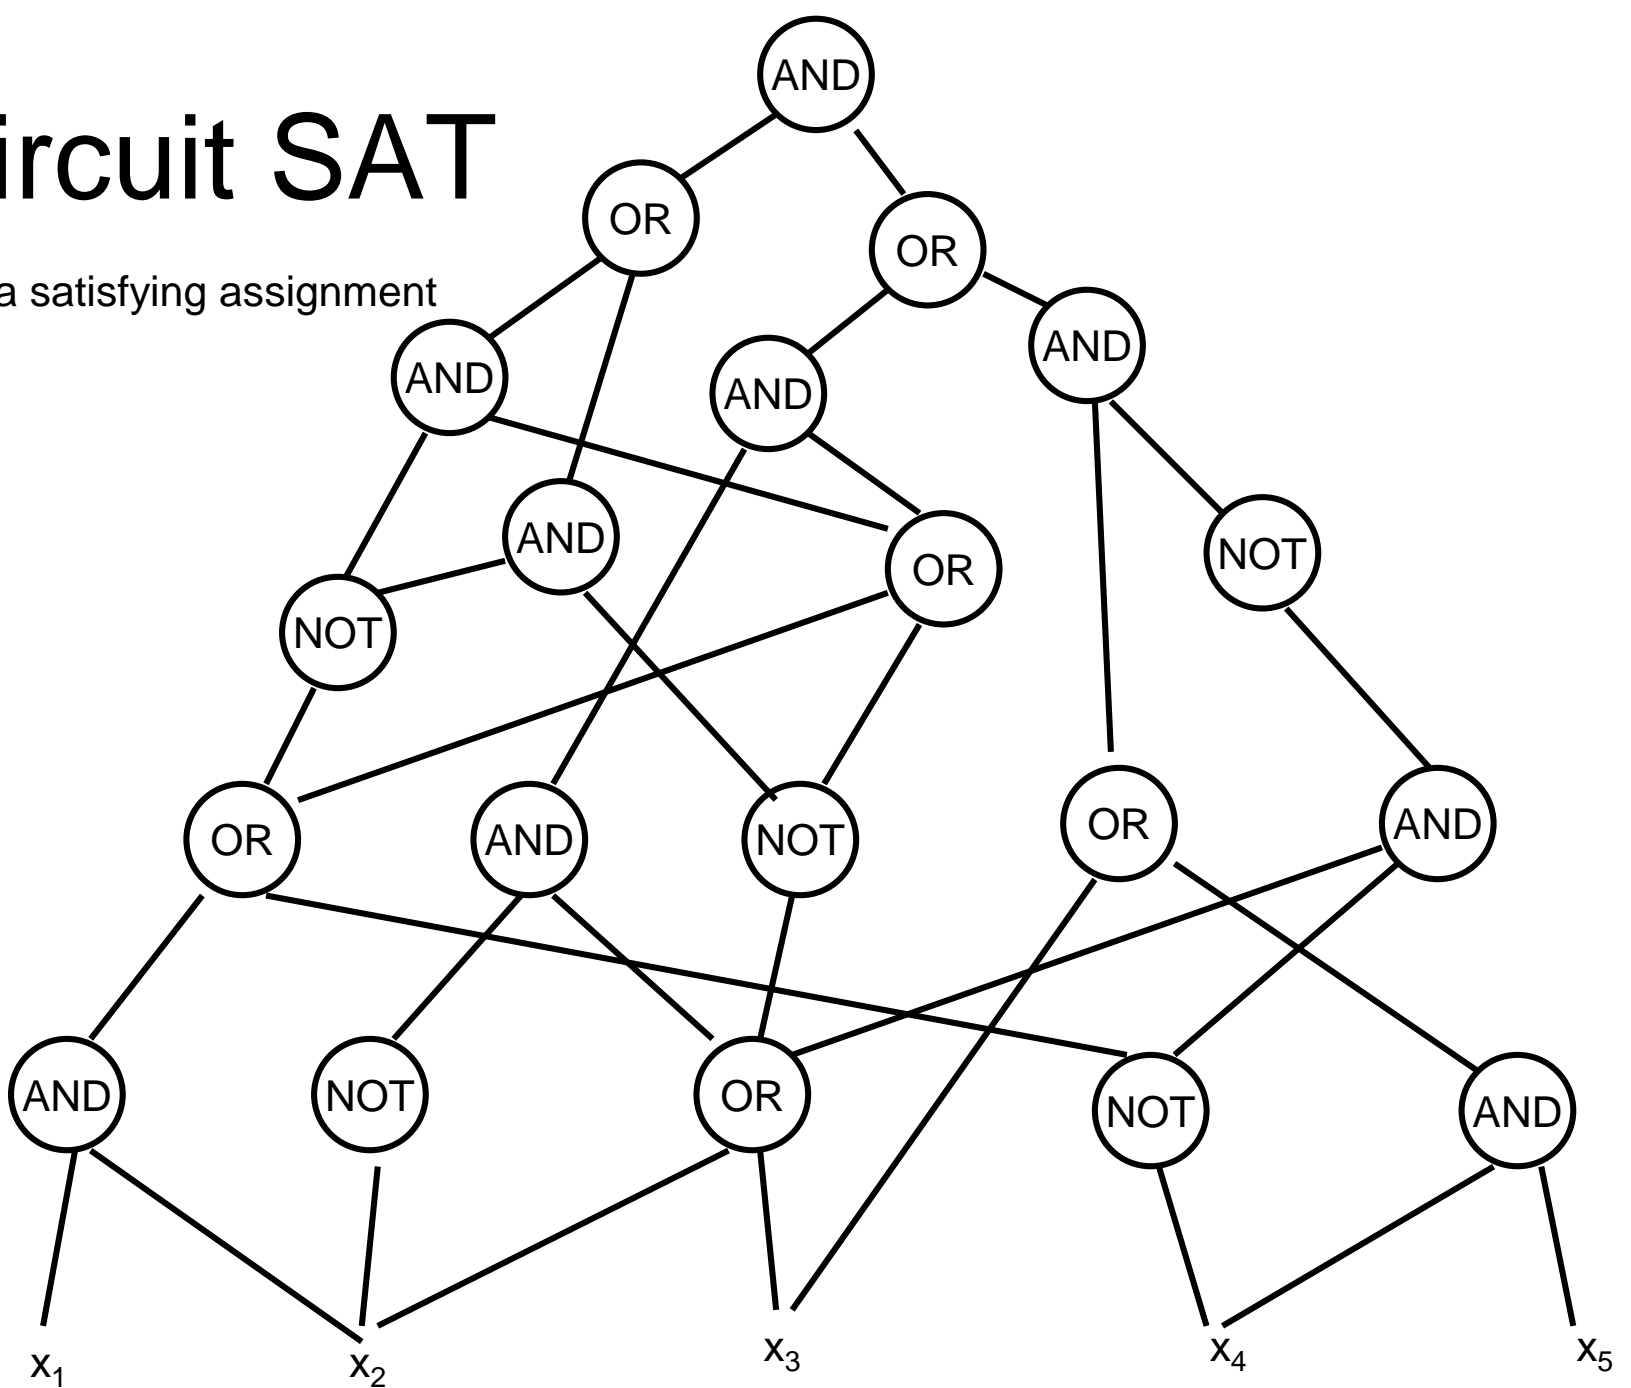 AND
ircuit SAT
OR
OR
a satisfying assignment
AND
AND
AND
AND
OR
NOT
NOT
OR
AND
NOT
OR
AND
AND
NOT
OR
NOT
AND
x₁
x₂
x₃
x₄
x₅